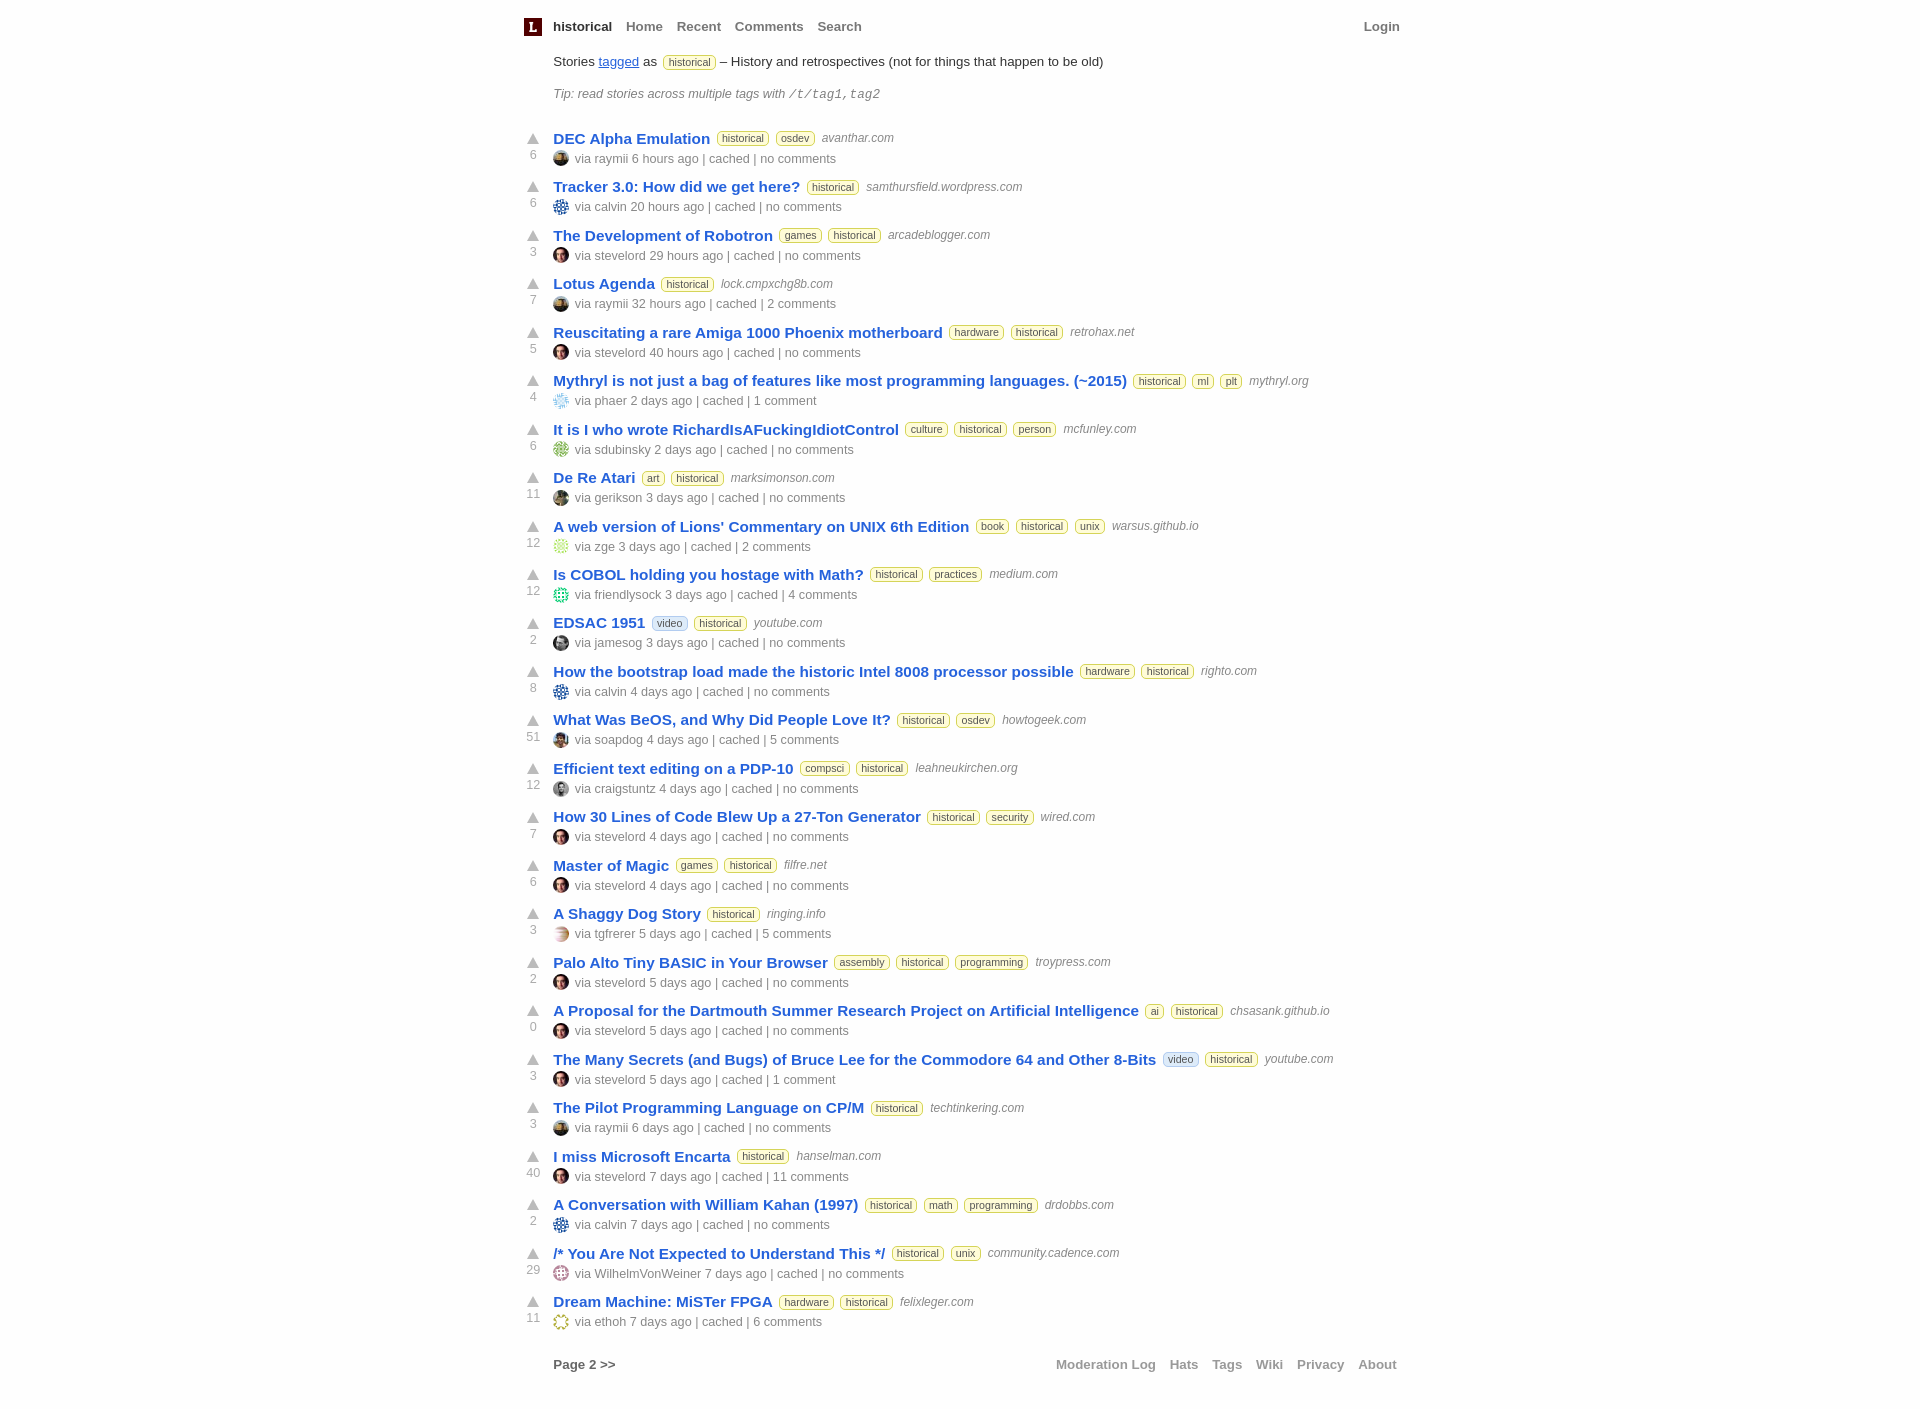 L historical Home Recent Comments Search Login
Stories tagged as historical – History and retrospectives (not for things that happen to be old)
Tip: read stories across multiple tags with /t/tag1,tag2
DEC Alpha Emulation historical osdev avanthar.com
6 via raymii 6 hours ago | cached | no comments
Tracker 3.0: How did we get here? historical samthursfield.wordpress.com
6 via calvin 20 hours ago | cached | no comments
The Development of Robotron games historical arcadeblogger.com
3 via stevelord 29 hours ago | cached | no comments
Lotus Agenda historical lock.cmpxchg8b.com
7 via raymii 32 hours ago | cached | 2 comments
Reuscitating a rare Amiga 1000 Phoenix motherboard hardware historical retrohax.net
5 via stevelord 40 hours ago | cached | no comments
Mythryl is not just a bag of features like most programming languages. (~2015) historical ml plt mythryl.org
4 via phaer 2 days ago | cached | 1 comment
It is I who wrote RichardIsAFuckingIdiotControl culture historical person mcfunley.com
6 via sdubinsky 2 days ago | cached | no comments
De Re Atari art historical marksimonson.com
11 via gerikson 3 days ago | cached | no comments
A web version of Lions' Commentary on UNIX 6th Edition book historical unix warsus.github.io
12 via zge 3 days ago | cached | 2 comments
Is COBOL holding you hostage with Math? historical practices medium.com
12 via friendlysock 3 days ago | cached | 4 comments
EDSAC 1951 video historical youtube.com
2 via jamesog 3 days ago | cached | no comments
How the bootstrap load made the historic Intel 8008 processor possible hardware historical righto.com
8 via calvin 4 days ago | cached | no comments
What Was BeOS, and Why Did People Love It? historical osdev howtogeek.com
51 via soapdog 4 days ago | cached | 5 comments
Efficient text editing on a PDP-10 compsci historical leahneukirchen.org
12 via craigstuntz 4 days ago | cached | no comments
How 30 Lines of Code Blew Up a 27-Ton Generator historical security wired.com
7 via stevelord 4 days ago | cached | no comments
Master of Magic games historical filfre.net
6 via stevelord 4 days ago | cached | no comments
A Shaggy Dog Story historical ringing.info
3 via tgfrerer 5 days ago | cached | 5 comments
Palo Alto Tiny BASIC in Your Browser assembly historical programming troypress.com
2 via stevelord 5 days ago | cached | no comments
A Proposal for the Dartmouth Summer Research Project on Artificial Intelligence ai historical chsasank.github.io
0 via stevelord 5 days ago | cached | no comments
The Many Secrets (and Bugs) of Bruce Lee for the Commodore 64 and Other 8-Bits video historical youtube.com
3 via stevelord 5 days ago | cached | 1 comment
The Pilot Programming Language on CP/M historical techtinkering.com
3 via raymii 6 days ago | cached | no comments
I miss Microsoft Encarta historical hanselman.com
40 via stevelord 7 days ago | cached | 11 comments
A Conversation with William Kahan (1997) historical math programming drdobbs.com
2 via calvin 7 days ago | cached | no comments
/* You Are Not Expected to Understand This */ historical unix community.cadence.com
29 via WilhelmVonWeiner 7 days ago | cached | no comments
Dream Machine: MiSTer FPGA hardware historical felixleger.com
11 via ethoh 7 days ago | cached | 6 comments
Page 2 >> Moderation Log Hats Tags Wiki Privacy About